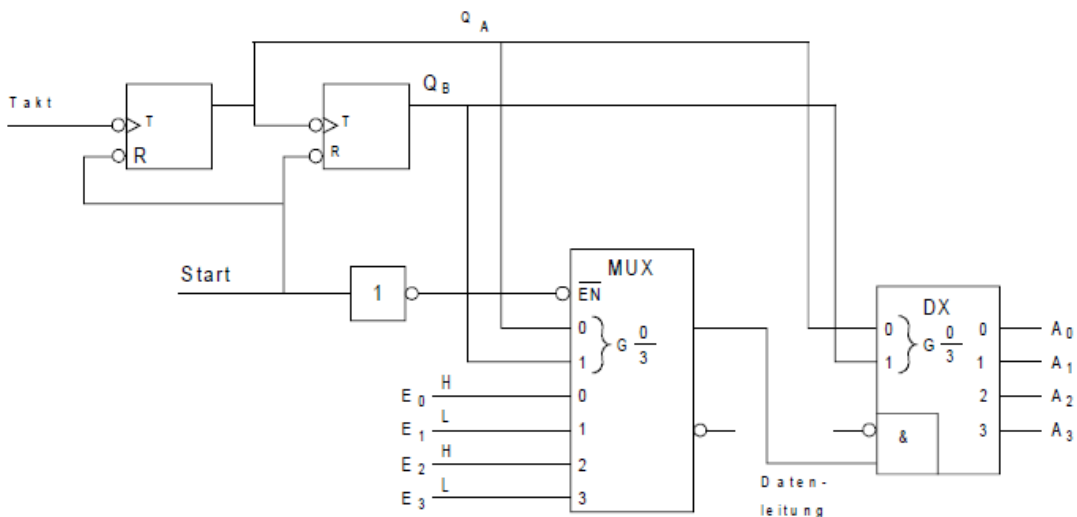 Q A
Takt
T
R
T
R
Q B
Start
1
MUX
EN
0
1
G 0/3
E 0 H
0
E 1 L
1
E 2 H
2
E 3 L
3
DX
0
1
G 0/3
0 A 0
1 A 1
2 A 2
3 A 3
&
Daten-
leitung